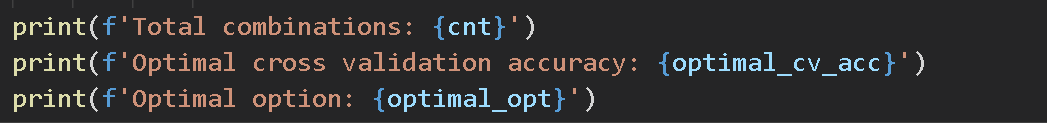 print(f'Total combinations: {cnt}')
print(f'Optimal cross validation accuracy: {optimal_cv_acc}')
print(f'Optimal option: {optimal_opt}')